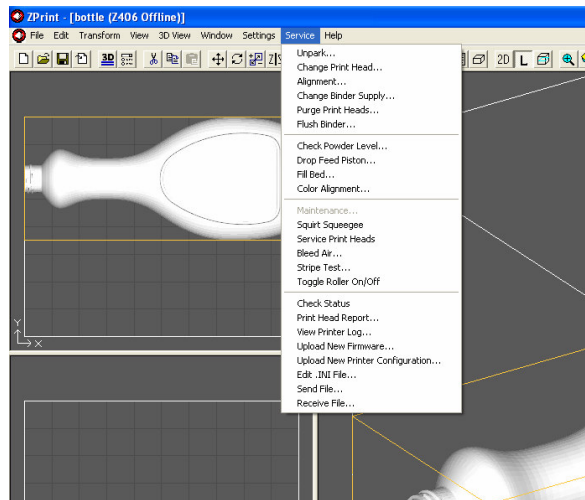 ZPrint - [bottle (Z406 Offline)]
File Edit Transform View 3D View Window Settings Service Help
2D L
Unpark...
Change Print Head...
Alignment...
Change Binder Supply...
Purge Print Heads...
Flush Binder...
Check Powder Level...
Drop Feed Piston...
Fill Bed...
Color Alignment...
Maintenance...
Squirt Squeegee
Service Print Heads
Bleed Air...
Stripe Test...
Toggle Roller On/Off
Check Status
Print Head Report...
View Printer Log...
Upload New Firmware...
Upload New Printer Configuration...
Edit .INI File...
Send File...
Receive File...
Y
X